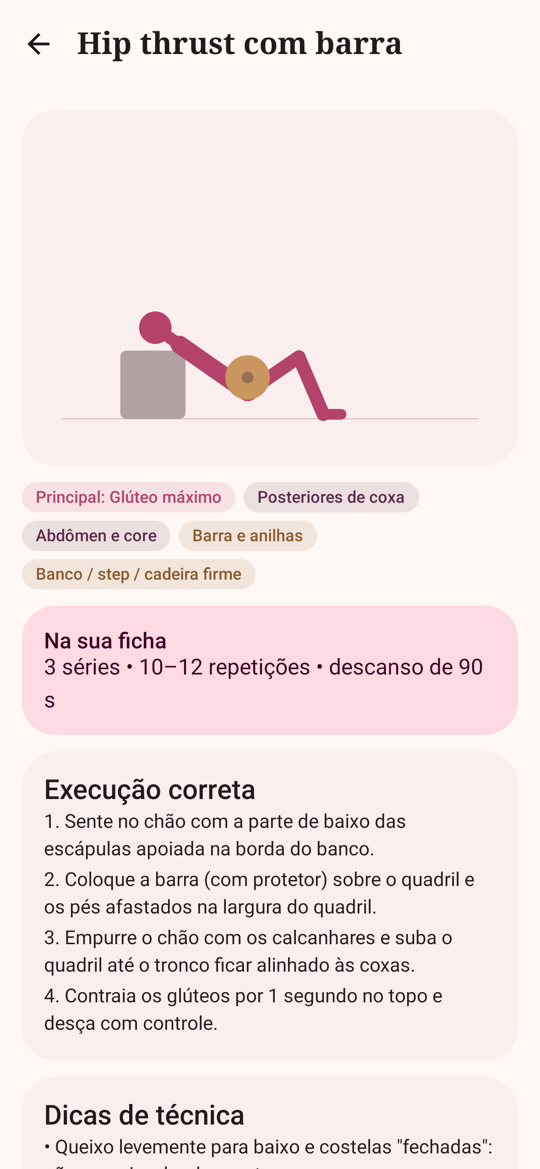 Hip thrust com barra
Principal: Glúteo máximo
Posteriores de coxa
Abdômen e core
Barra e anilhas
Banco / step / cadeira firme
Na sua ficha
3 séries • 10–12 repetições • descanso de 90
s
Execução correta
1. Sente no chão com a parte de baixo das
escápulas apoiada na borda do banco.
2. Coloque a barra (com protetor) sobre o quadril e
os pés afastados na largura do quadril.
3. Empurre o chão com os calcanhares e suba o
quadril até o tronco ficar alinhado às coxas.
4. Contraia os glúteos por 1 segundo no topo e
desça com controle.
Dicas de técnica
• Queixo levemente para baixo e costelas "fechadas":